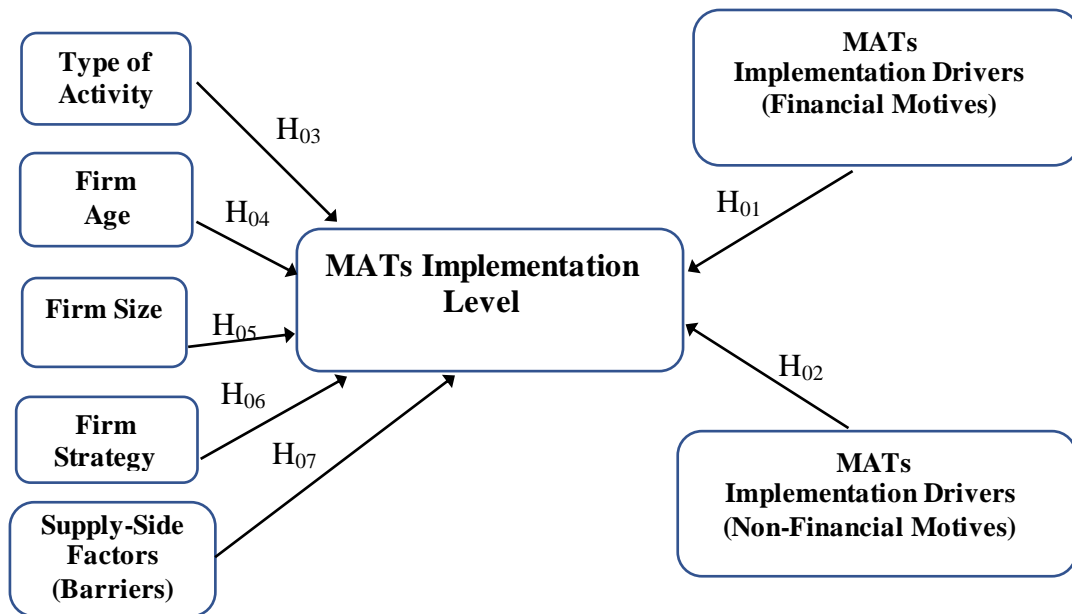 Type of
Activity
H03
Firm
Age
H04
Firm Size
H05
Firm
Strategy
H06
Supply-Side
Factors
(Barriers)
H07
MATs Implementation
Level
MATs
Implementation Drivers
(Financial Motives)
H01
H02
MATs
Implementation Drivers
(Non-Financial Motives)